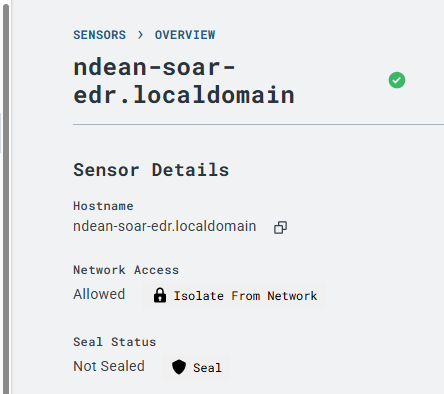 SENSORS > OVERVIEW
ndean-soar-
edr.localdomain
Sensor Details
Hostname
ndean-soar-edr.localdomain
Network Access
Allowed Isolate From Network
Seal Status
Not Sealed Seal